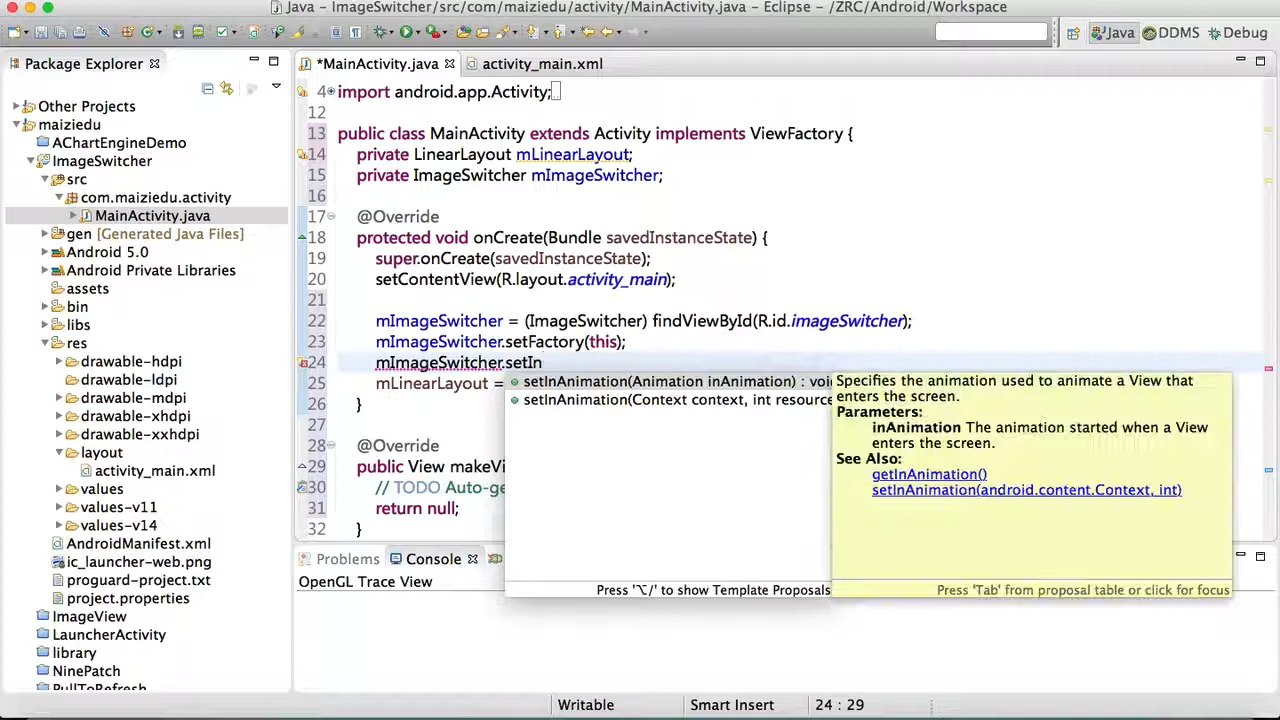 Java - ImageSwitcher/src/com/maiziedu/activity/MainActivity.java - Eclipse - /ZRC/Android/Workspace
Java
DDMS
Debug
Package Explorer
Other Projects
maiziedu
AChartEngineDemo
ImageSwitcher
src
com.maiziedu.activity
MainActivity.java
gen [Generated Java Files]
Android 5.0
Android Private Libraries
assets
bin
libs
res
drawable-hdpi
drawable-ldpi
drawable-mdpi
drawable-xhdpi
drawable-xxhdpi
layout
activity_main.xml
values
values-v11
values-v14
AndroidManifest.xml
ic_launcher-web.png
proguard-project.txt
project.properties
ImageView
LauncherActivity
library
NinePatch
PullToRefresh
*MainActivity.java
activity_main.xml
4 import android.app.Activity;
12
13 public class MainActivity extends Activity implements ViewFactory {
14 private LinearLayout mLinearLayout;
15 private ImageSwitcher mImageSwitcher;
16
17 @Override
18 protected void onCreate(Bundle savedInstanceState) {
19 super.onCreate(savedInstanceState);
20 setContentView(R.layout.activity_main);
21
22 mImageSwitcher = (ImageSwitcher) findViewById(R.id.imageSwitcher);
23 mImageSwitcher.setFactory(this);
24 mImageSwitcher.setIn
25 mLinearLayout =
26 }
27
28 @Override
29 public View makeVi
30 // TODO Auto-ge
31 return null;
32 }
setInAnimation(Animation inAnimation) : voi
setInAnimation(Context context, int resource
Press '⌥/' to show Template Proposals
Specifies the animation used to animate a View that
enters the screen.
Parameters:
inAnimation The animation started when a View
enters the screen.
See Also:
getInAnimation()
setInAnimation(android.content.Context, int)
Press 'Tab' from proposal table or click for focus
Problems
Console
OpenGL Trace View
Writable
Smart Insert
24 : 29